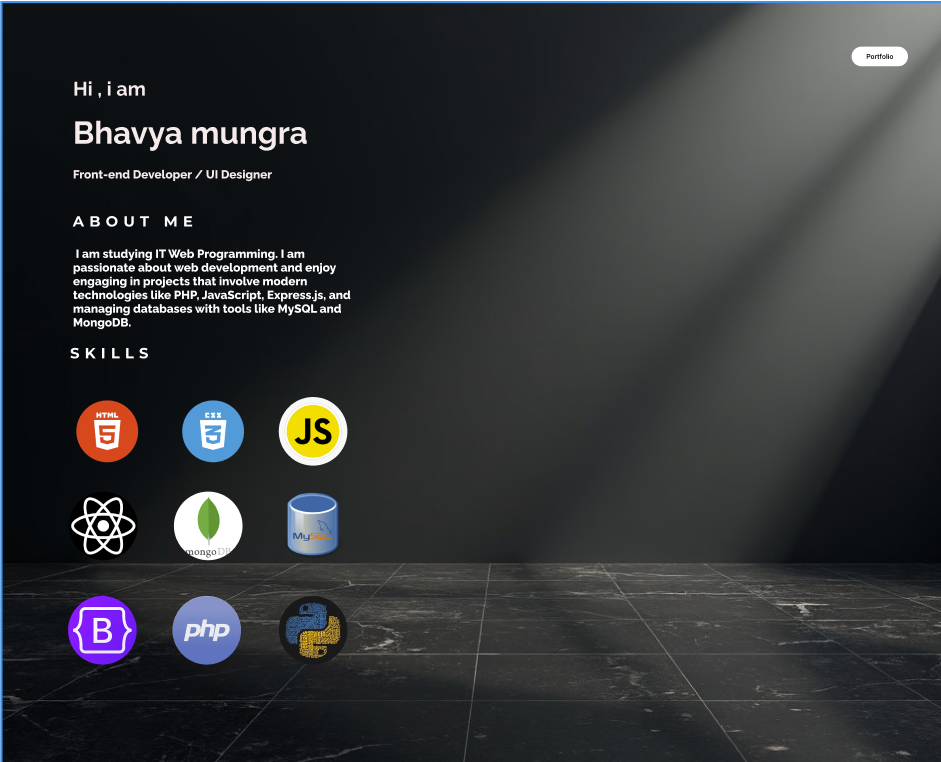 Portfolio
Hi , i am
Bhavya mungra
Front-end Developer / UI Designer
ABOUT ME
I am studying IT Web Programming. I am
passionate about web development and enjoy
engaging in projects that involve modern
technologies like PHP, JavaScript, Express.js, and
managing databases with tools like MySQL and
MongoDB.
SKILLS
HTML
5
CSS
3
JS
mongoDB
MySQL
B
php